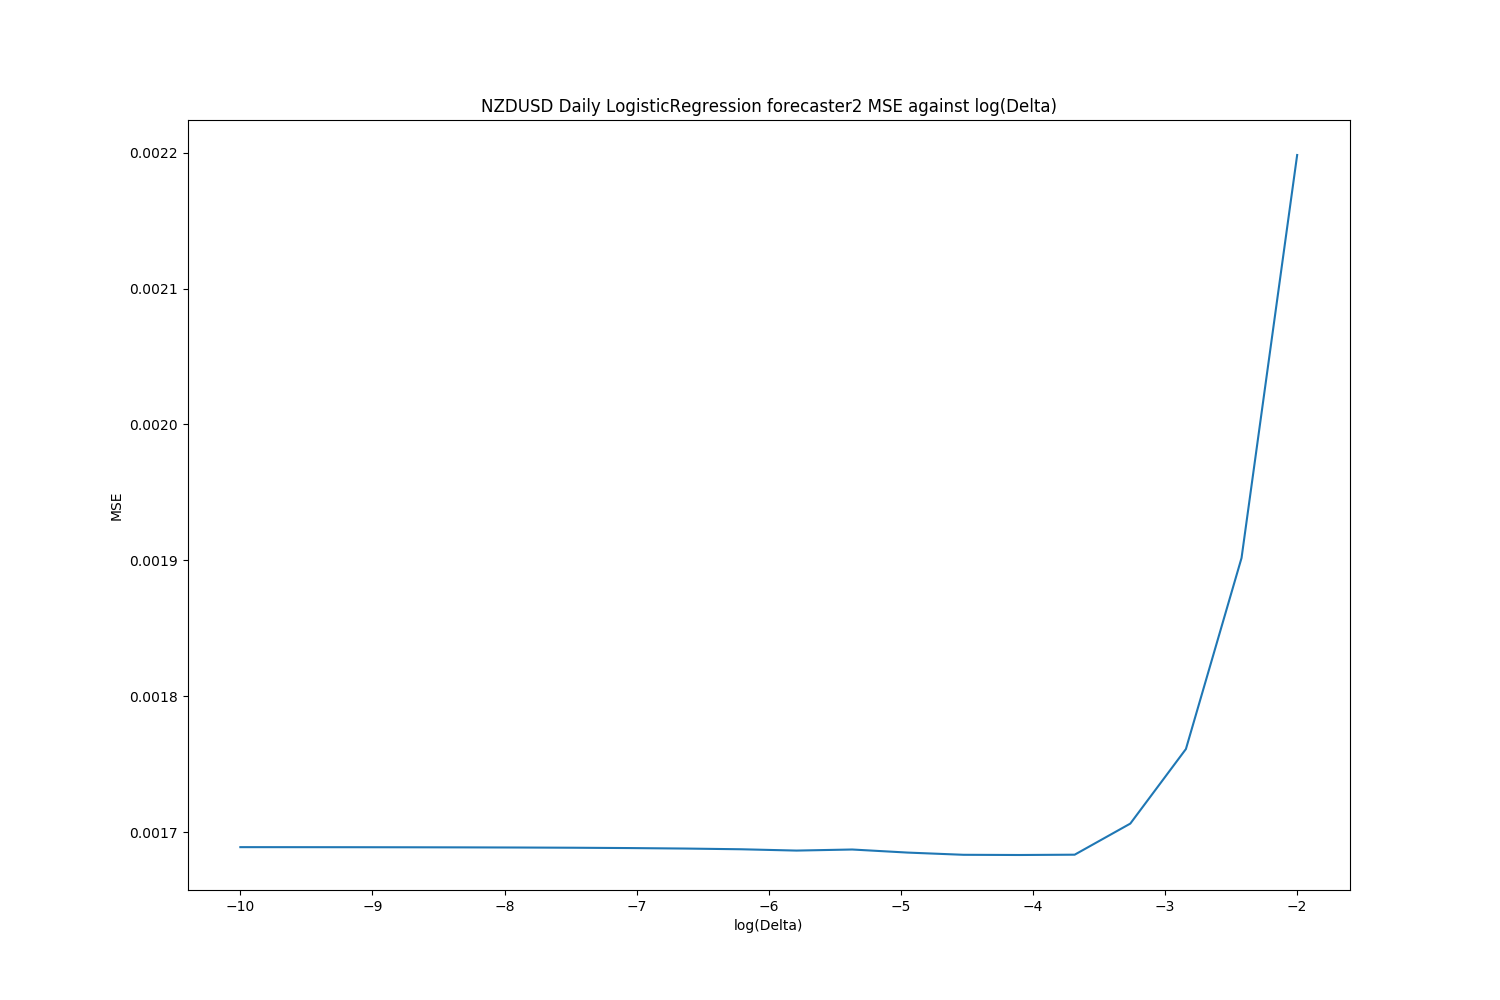 NZDUSD Daily LogisticRegression forecaster2 MSE against log(Delta)
0.0022
0.0021
0.0020
0.0019
0.0018
0.0017
MSE
−10 −9 −8 −7 −6 −5 −4 −3 −2
log(Delta)